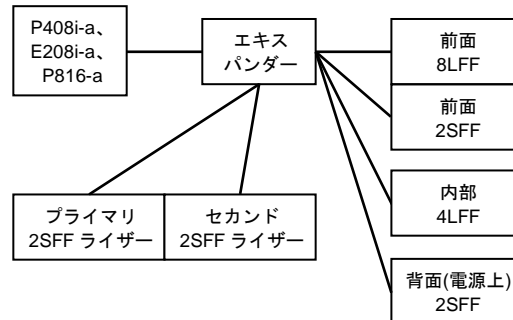 P408i-a、
E208i-a、
P816-a
エキス
パンダー
前面
8LFF
前面
2SFF
内部
4LFF
背面(電源上)
2SFF
プライマリ
2SFF ライザー
セカンド
2SFF ライザー